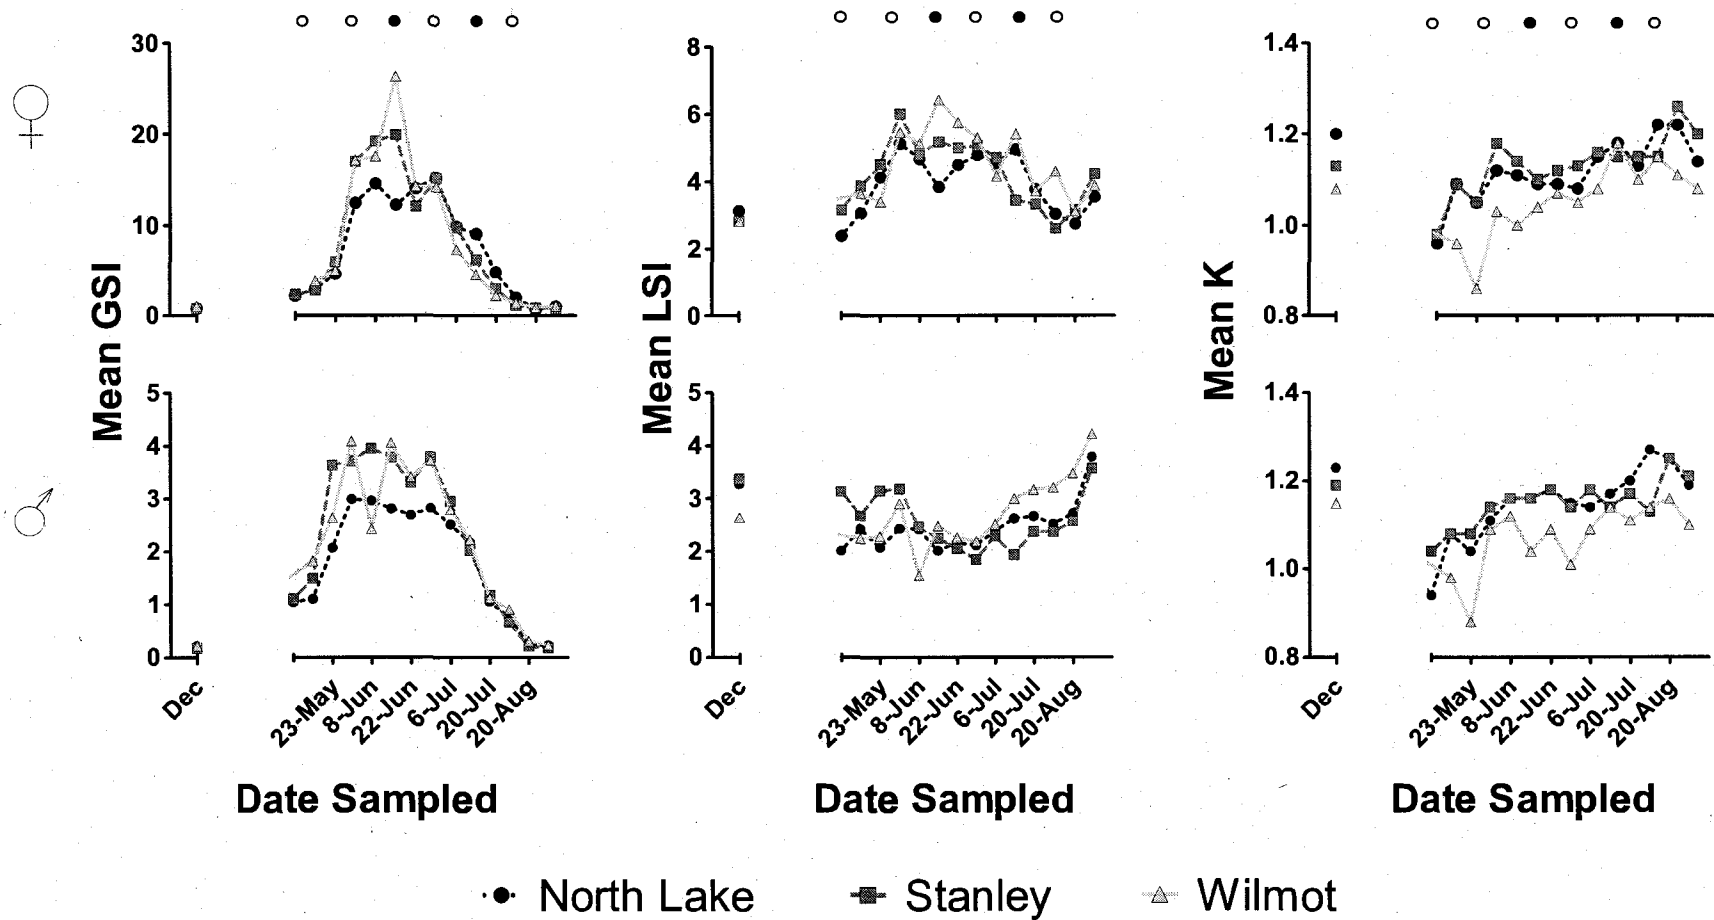 ♀
Mean GSI
30
20
10
0
Mean LSI
8
6
4
2
0
Mean K
1.4
1.2
1.0
0.8
♂
5
4
3
2
1
0
Dec
23-May
8-Jun
22-Jun
6-Jul
20-Jul
20-Aug
Date Sampled
5
4
3
2
1
0
Dec
23-May
8-Jun
22-Jun
6-Jul
20-Jul
20-Aug
Date Sampled
1.4
1.2
1.0
0.8
Dec
23-May
8-Jun
22-Jun
6-Jul
20-Jul
20-Aug
Date Sampled
North Lake
Stanley
Wilmot